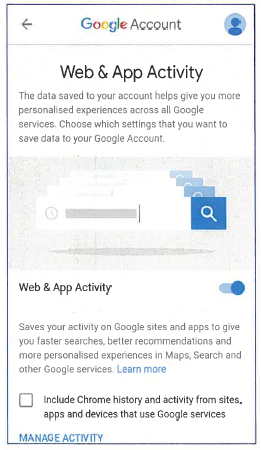 Google Account
Web & App Activity
The data saved to your account helps give you more
personalised experiences across all Google
services. Choose which settings that you want to
save data to your Google Account.
Web & App Activity
Saves your activity on Google sites and apps to give
you faster searches, better recommendations and
more personalised experiences in Maps, Search and
other Google services. Learn more
Include Chrome history and activity from sites,
apps and devices that use Google services
MANAGE ACTIVITY